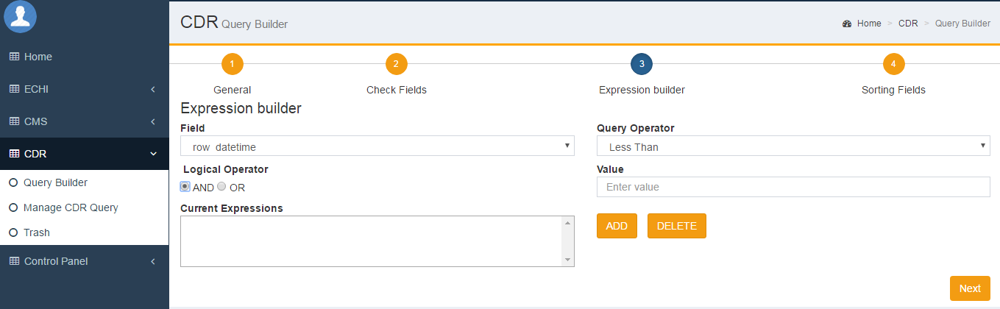 CDR Query Builder
Home > CDR > Query Builder
Home
ECHI
CMS
CDR
Query Builder
Manage CDR Query
Trash
Control Panel
1 2 3 4
General Check Fields Expression builder Sorting Fields
Expression builder
Field
row_datetime
Query Operator
Less Than
Logical Operator
AND OR
Value
Enter value
Current Expressions
ADD DELETE
Next